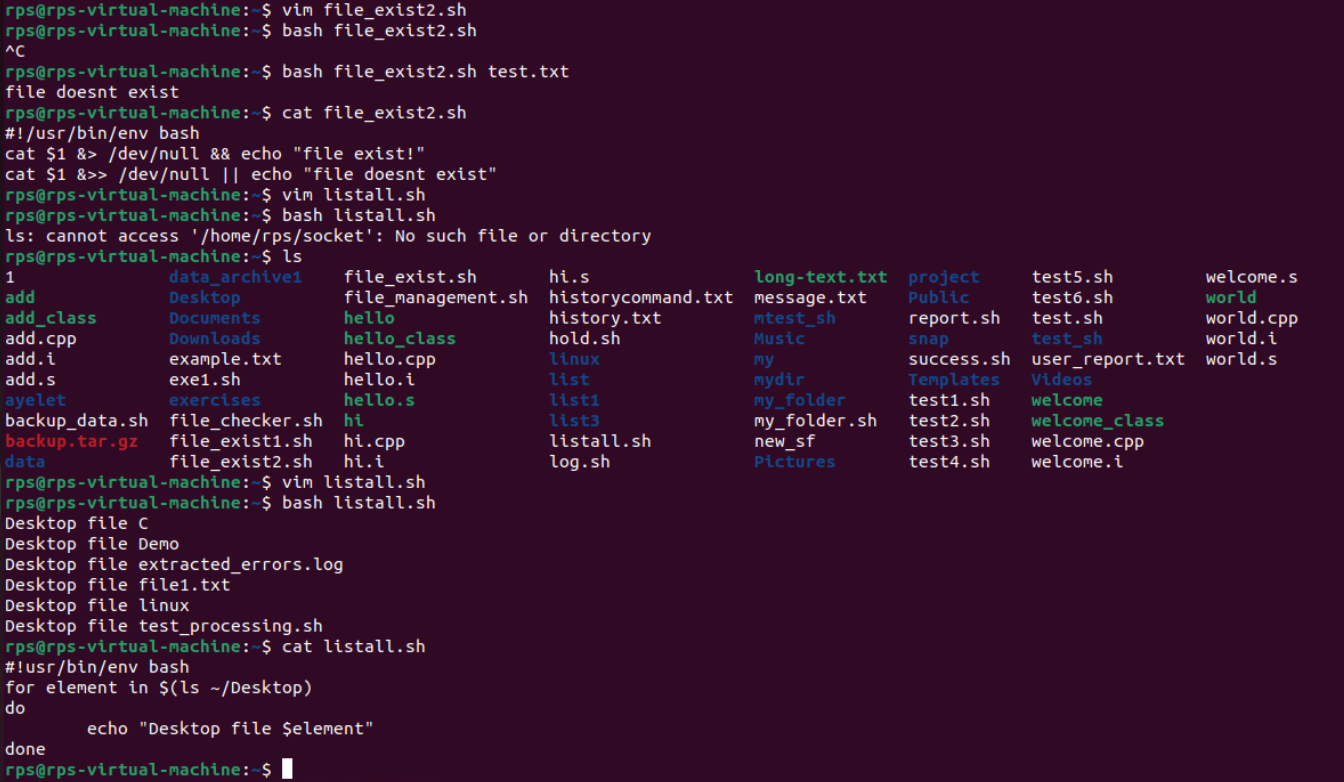 rps@rps-virtual-machine:~$ vim file_exist2.sh
rps@rps-virtual-machine:~$ bash file_exist2.sh
^C
rps@rps-virtual-machine:~$ bash file_exist2.sh test.txt
file doesnt exist
rps@rps-virtual-machine:~$ cat file_exist2.sh
#!/usr/bin/env bash
cat $1 &> /dev/null && echo "file exist!"
cat $1 &>> /dev/null || echo "file doesnt exist"
rps@rps-virtual-machine:~$ vim listall.sh
rps@rps-virtual-machine:~$ bash listall.sh
ls: cannot access '/home/rps/socket': No such file or directory
rps@rps-virtual-machine:~$ ls
1 data_archive1 file_exist.sh hi.s long-text.txt project test5.sh welcome.s
add Desktop file_management.sh historycommand.txt message.txt Public test6.sh world
add_class Documents hello history.txt mtest_sh report.sh test.sh world.cpp
add.cpp Downloads hello_class hold.sh Music snap test_sh world.i
add.i example.txt hello.cpp linux my success.sh user_report.txt world.s
add.s exe1.sh hello.i list mydir Templates Videos
ayelet exercises hello.s list1 my_folder test1.sh welcome
backup_data.sh file_checker.sh hi list3 my_folder.sh test2.sh welcome_class
backup.tar.gz file_exist1.sh hi.cpp listall.sh new_sf test3.sh welcome.cpp
data file_exist2.sh hi.i log.sh Pictures test4.sh welcome.i
rps@rps-virtual-machine:~$ vim listall.sh
rps@rps-virtual-machine:~$ bash listall.sh
Desktop file C
Desktop file Demo
Desktop file extracted_errors.log
Desktop file file1.txt
Desktop file linux
Desktop file test_processing.sh
rps@rps-virtual-machine:~$ cat listall.sh
#!usr/bin/env bash
for element in $(ls ~/Desktop)
do
        echo "Desktop file $element"
done
rps@rps-virtual-machine:~$